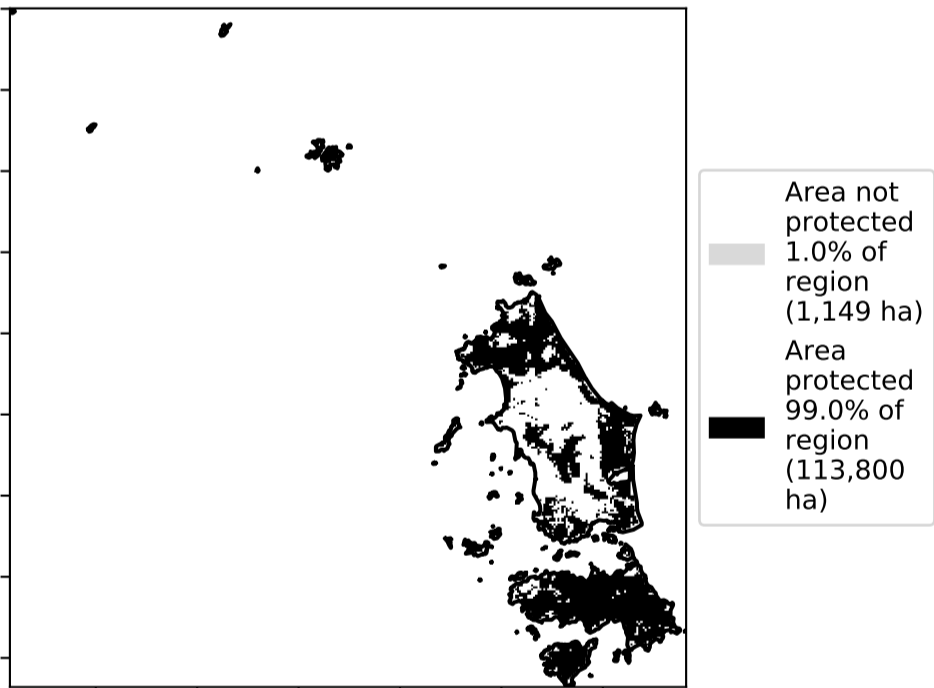 Area not
protected
1.0% of
region
(1,149 ha)
Area
protected
99.0% of
region
(113,800
ha)